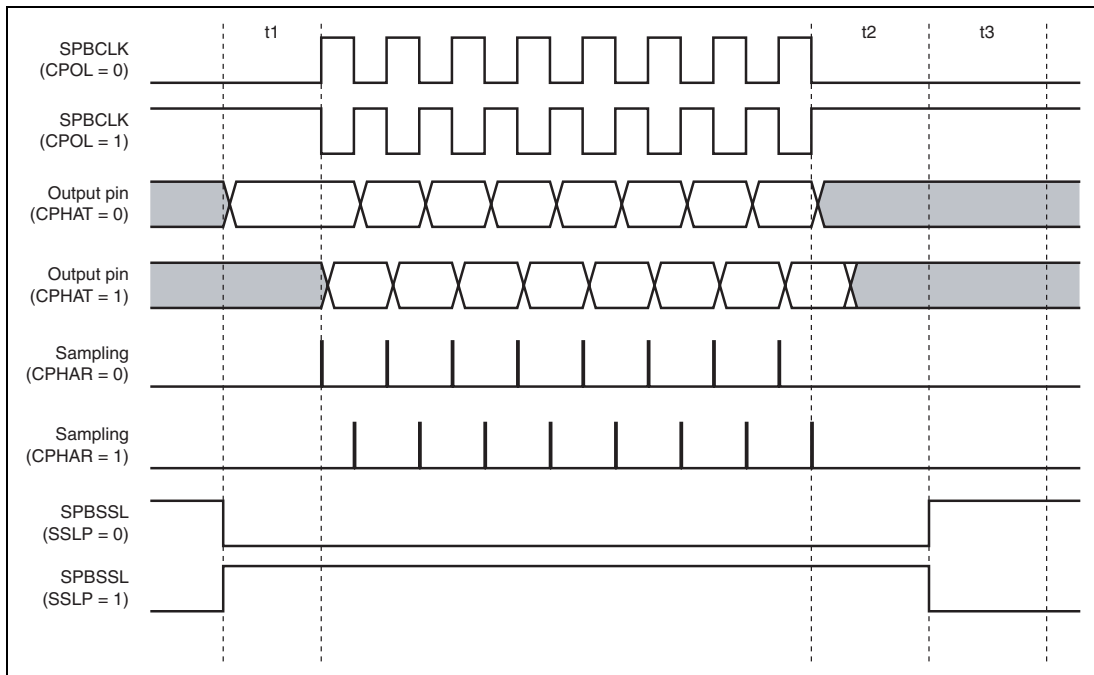 t1
t2
t3
SPBCLK
(CPOL = 0)
SPBCLK
(CPOL = 1)
Output pin
(CPHAT = 0)
Output pin
(CPHAT = 1)
Sampling
(CPHAR = 0)
Sampling
(CPHAR = 1)
SPBSSL
(SSLP = 0)
SPBSSL
(SSLP = 1)